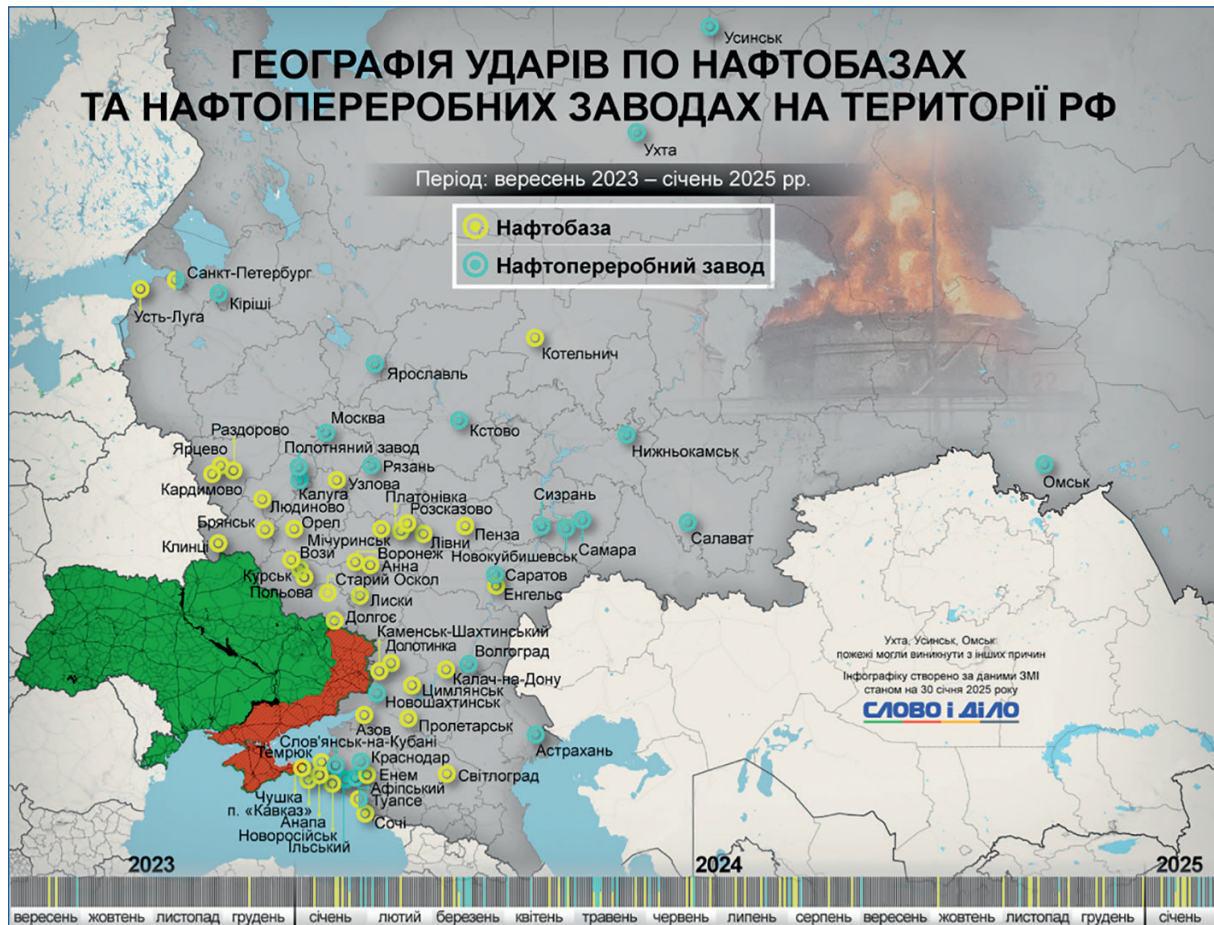 Усинськ
ГЕОГРАФІЯ УДАРІВ ПО НАФТОБАЗАХ
ТА НАФТОПЕРЕРОБНИХ ЗАВОДАХ НА ТЕРИТОРІЇ РФ
Ухта
Період: вересень 2023 – січень 2025 рр.
Нафтобаза
Нафтопереробний завод
Санкт-Петербург
Кіріші
Усть-Луга
Котельнич
Ярославль
Москва
Кстово
Раздорово
Полотняний завод
Нижньокамськ
Ярцево
Рязань
Кардимово
Калуга
Узлова
Омськ
Людиново
Платонівка
Сизрань
Розсказово
Брянськ
Орел
Мічуринськ
Лівни
Пенза
Новокуйбишевськ
Самара
Салават
Клинці
Вози
Воронеж
Анна
Курськ
Старий Оскол
Саратов
Польова
Лиски
Енгельс
Долгоє
Каменськ-Шахтинський
Долотинка
Волгоград
Калач-на-Дону
Цимлянськ
Новошахтинськ
Азов
Пролетарськ
Астрахань
Слов'янськ-на-Кубані
Темрюк
Краснодар
Енем
Світлоград
Афіпський
Чушка
Туапсе
п. «Кавказ»
Анапа
Сочі
Новоросійськ
Ільський
Ухта, Усинськ, Омськ:
пожежі могли виникнути з інших причин
Інфографіку створено за даними ЗМІ
станом на 30 січня 2025 року
СЛОВО і ДІЛО
2023
2024
2025
вересень жовтень листопад грудень січень лютий березень квітень травень червень липень серпень вересень жовтень листопад грудень січень